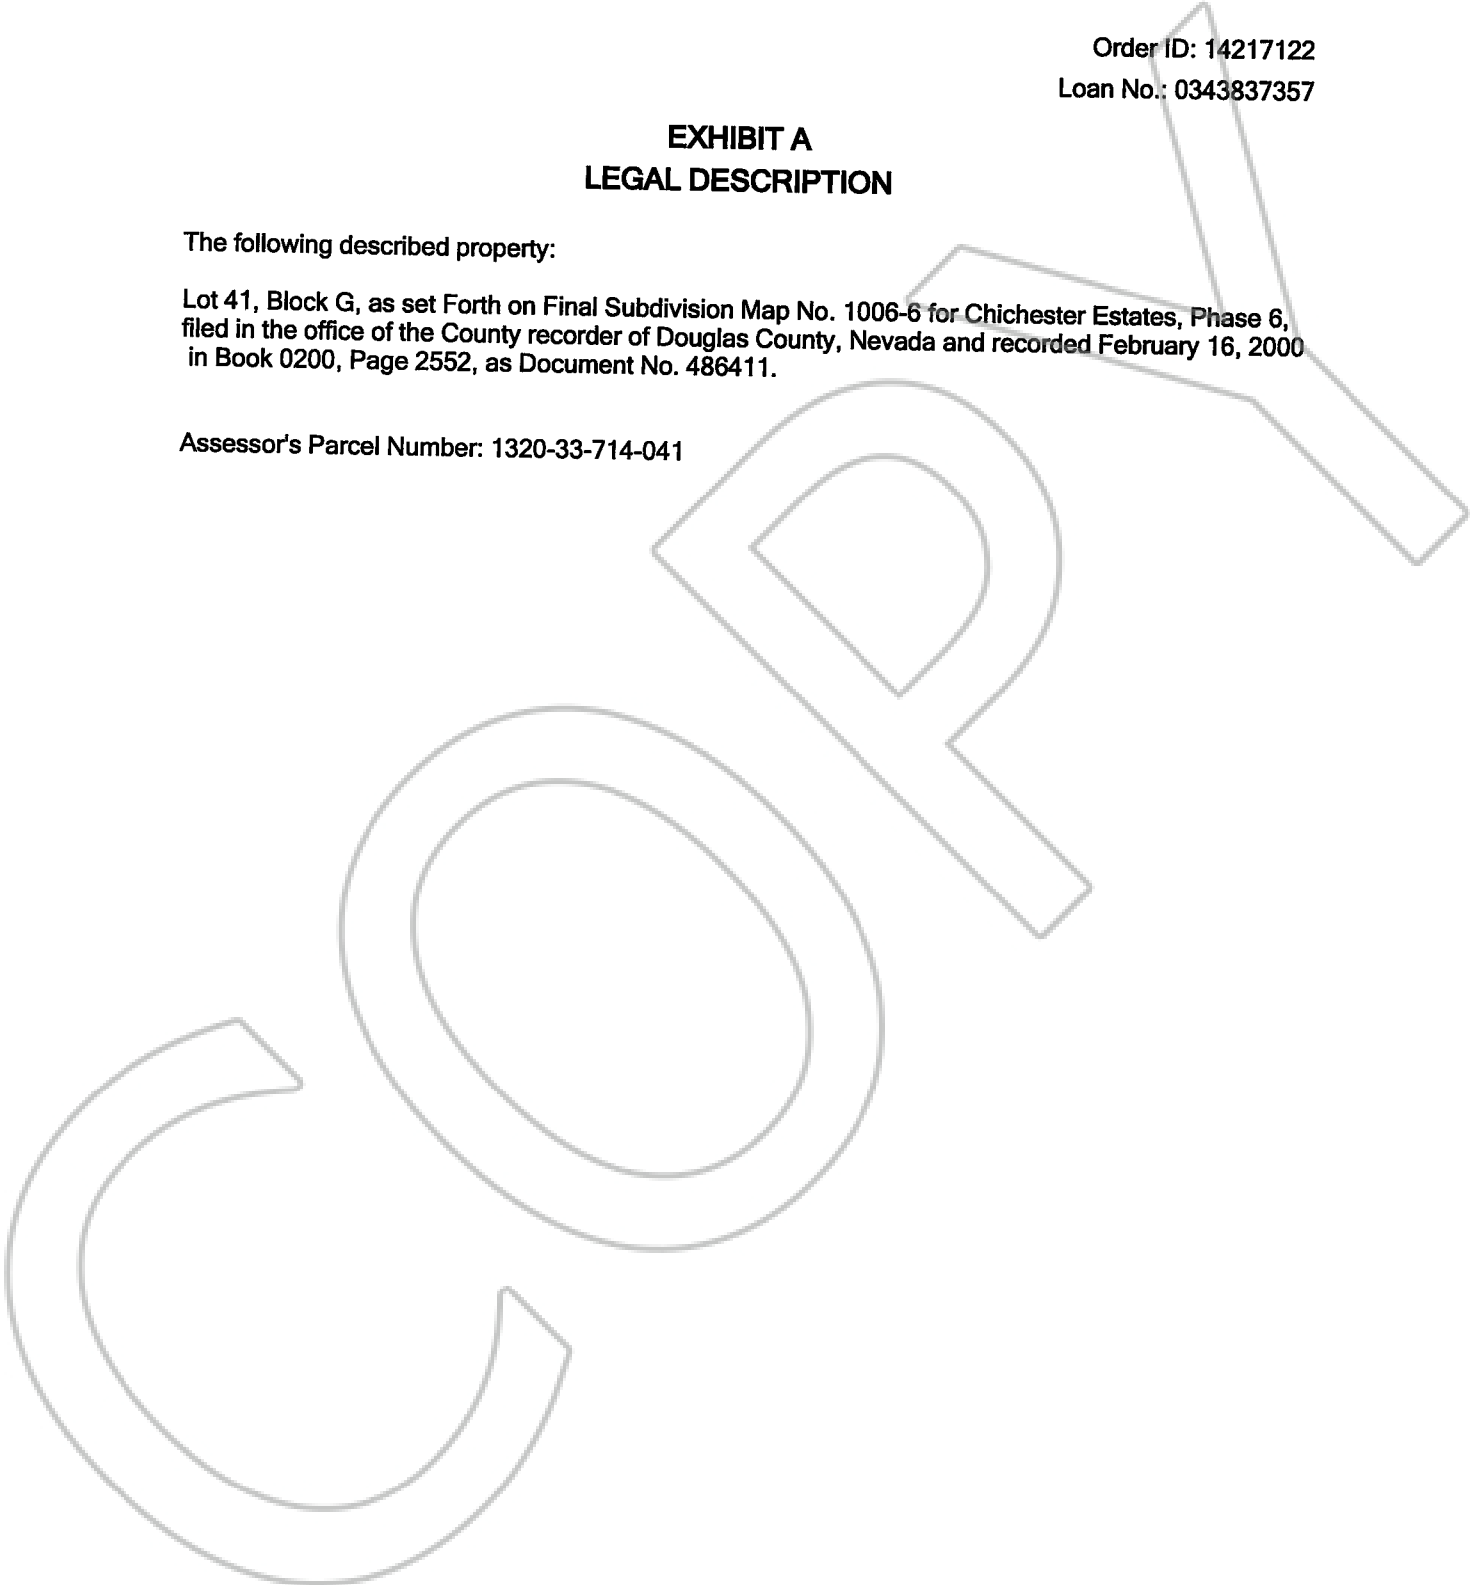 Order ID: 14217122
Loan No.: 0343837357
EXHIBIT A
LEGAL DESCRIPTION
The following described property:
Lot 41, Block G, as set Forth on Final Subdivision Map No. 1006-6 for Chichester Estates, Phase 6,
filed in the office of the County recorder of Douglas County, Nevada and recorded February 16, 2000
in Book 0200, Page 2552, as Document No. 486411.
Assessor's Parcel Number: 1320-33-714-041
COPY